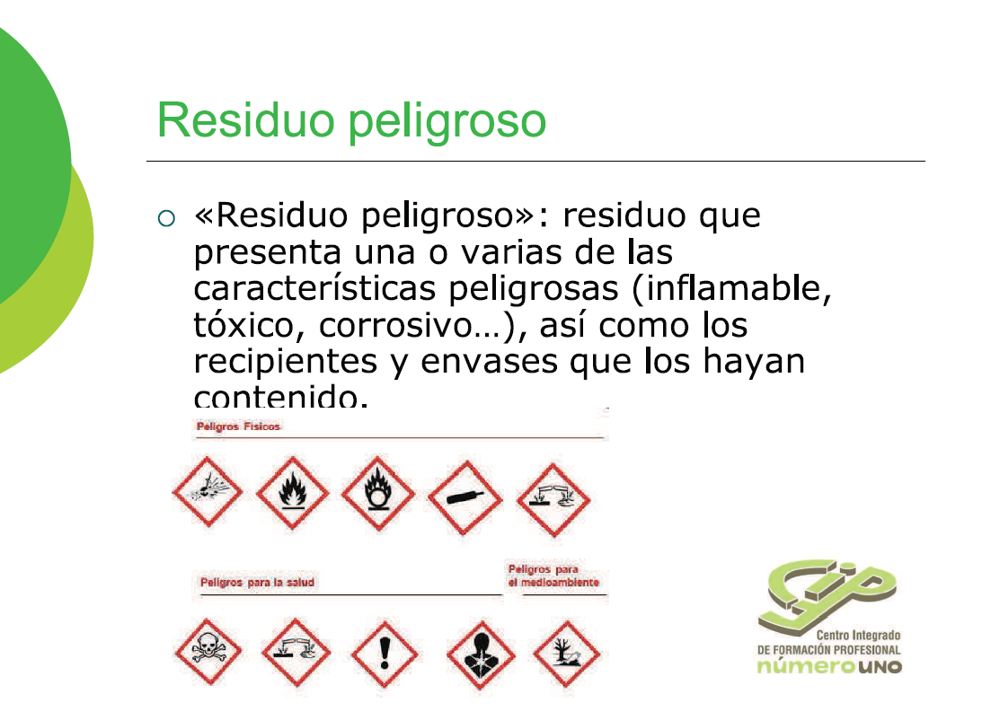 Residuo peligroso
«Residuo peligroso»: residuo que
presenta una o varias de las
características peligrosas (inflamable,
tóxico, corrosivo…), así como los
recipientes y envases que los hayan
contenido.
Peligros Fisicos
Peligros para la salud
Peligros para
el medioambiente
CIP
Centro Integrado
DE FORMACIÓN PROFESIONAL
númeroUNO